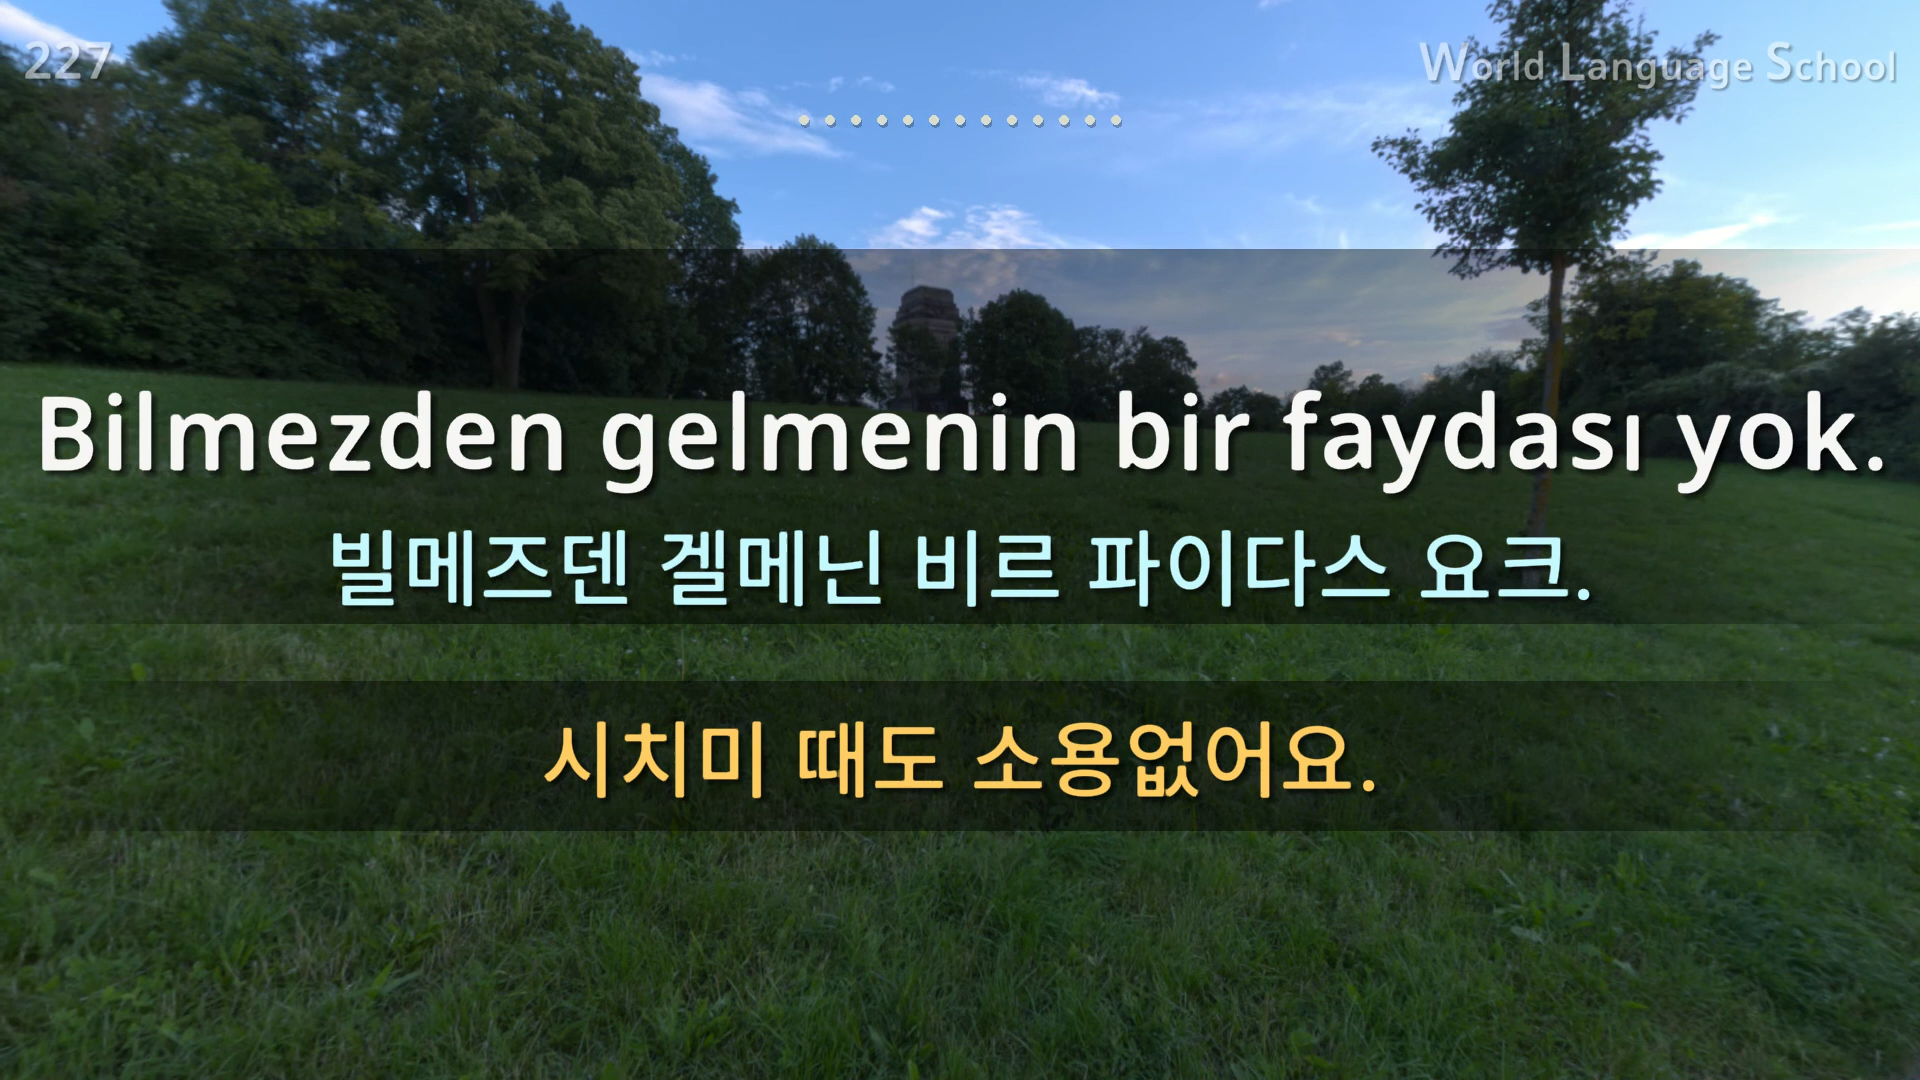 227
World Language School
Bilmezden gelmenin bir faydası yok.
빌메즈덴 겔메닌 비르 파이다스 요크.
시치미 때도 소용없어요.